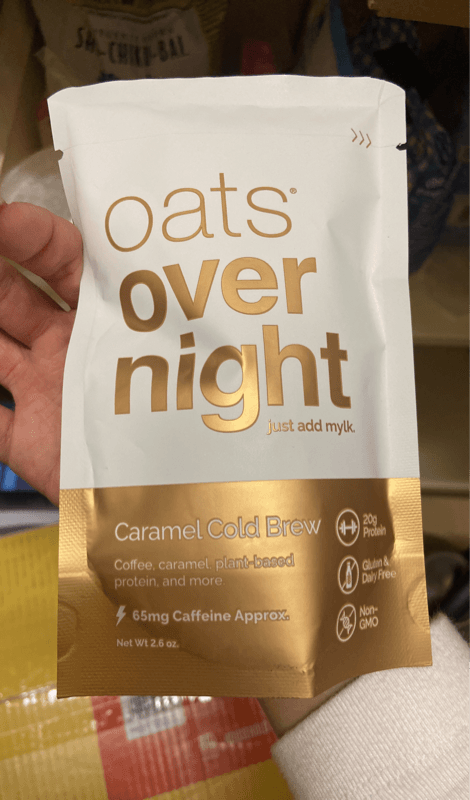 oats®
over
night
just add mylk.
Caramel Cold Brew
Coffee, caramel, plant-based
protein, and more
65mg Caffeine Approx.
Net Wt 2.6 oz.
20g
Protein
Gluten &
Dairy Free
Non-
GMO